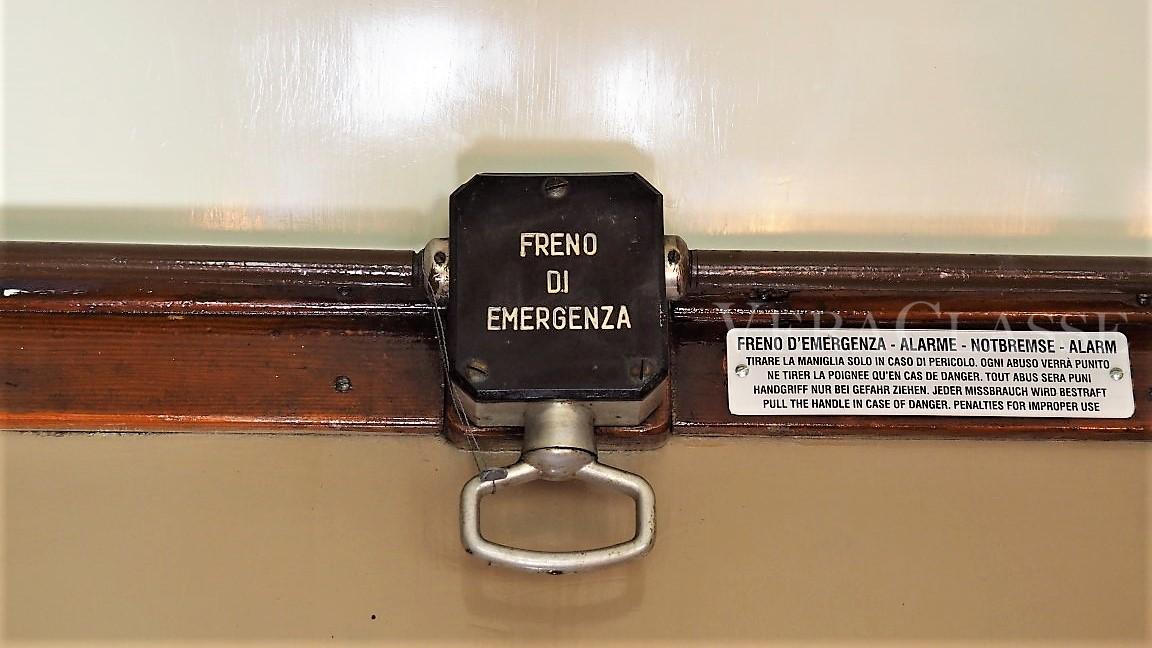 FRENO
DI
EMERGENZA
VERACLASSE
FRENO D'EMERGENZA - ALARME - NOTBREMSE - ALARM
TIRARE LA MANIGLIA SOLO IN CASO DI PERICOLO. OGNI ABUSO VERRÀ PUNITO
NE TIRER LA POIGNEE QU'EN CAS DE DANGER. TOUT ABUS SERA PUNI
HANDGRIFF NUR BEI GEFAHR ZIEHEN. JEDER MISSBRAUCH WIRD BESTRAFT
PULL THE HANDLE IN CASE OF DANGER. PENALTIES FOR IMPROPER USE